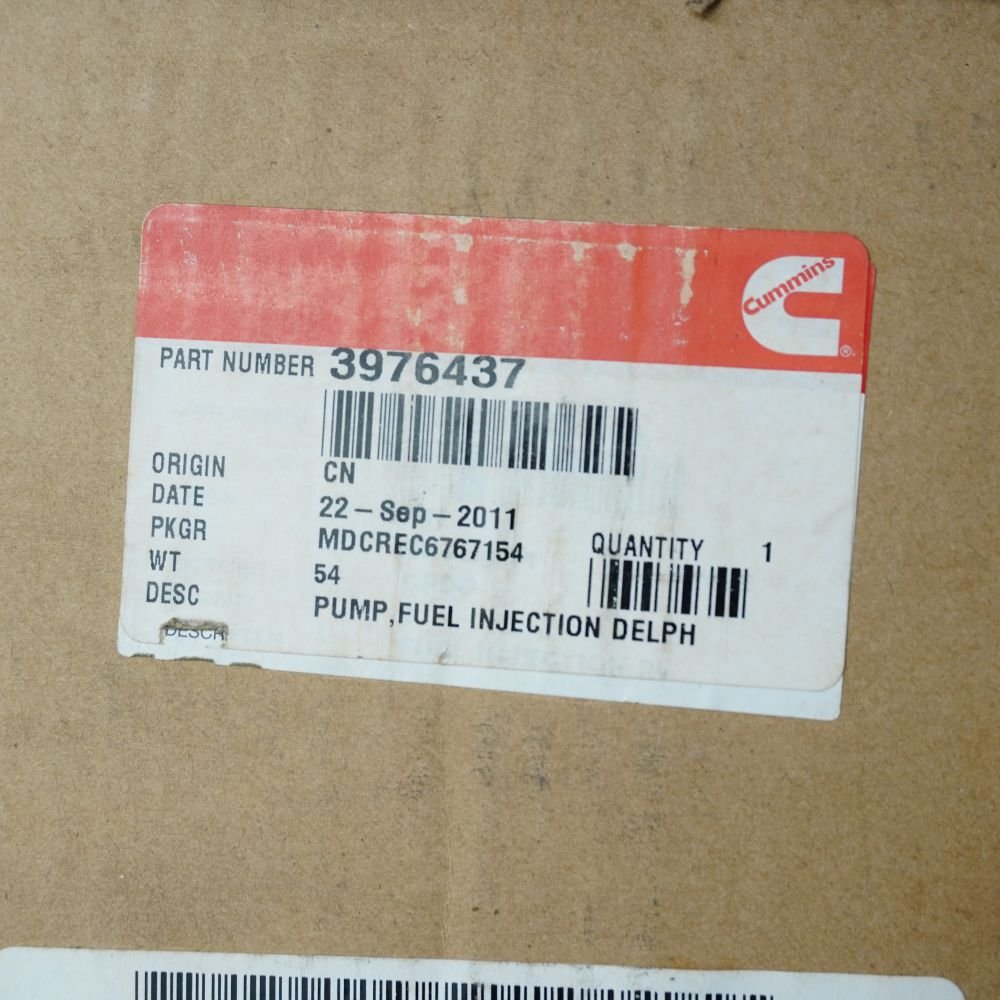 Cummins
®
PART NUMBER 3976437
ORIGIN CN
DATE 22-Sep-2011
PKGR MDCREC6767154
QUANTITY 1
WT 54
DESC PUMP,FUEL INJECTION DELPH
DESCR